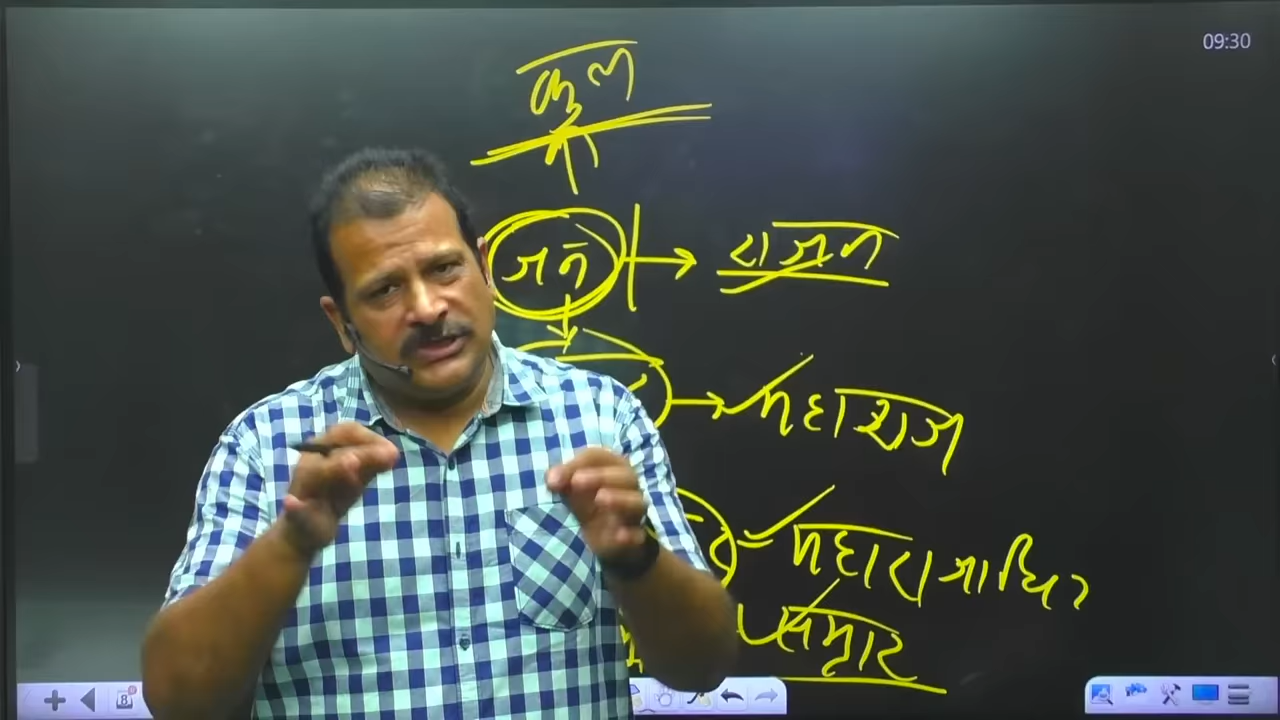 09:30
कुल
जन → राजन
→ महाराज
महाराजाधि
सम्राट